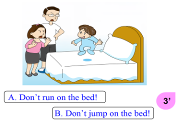 A. Don't run on the bed!
3'
B. Don't jump on the bed!